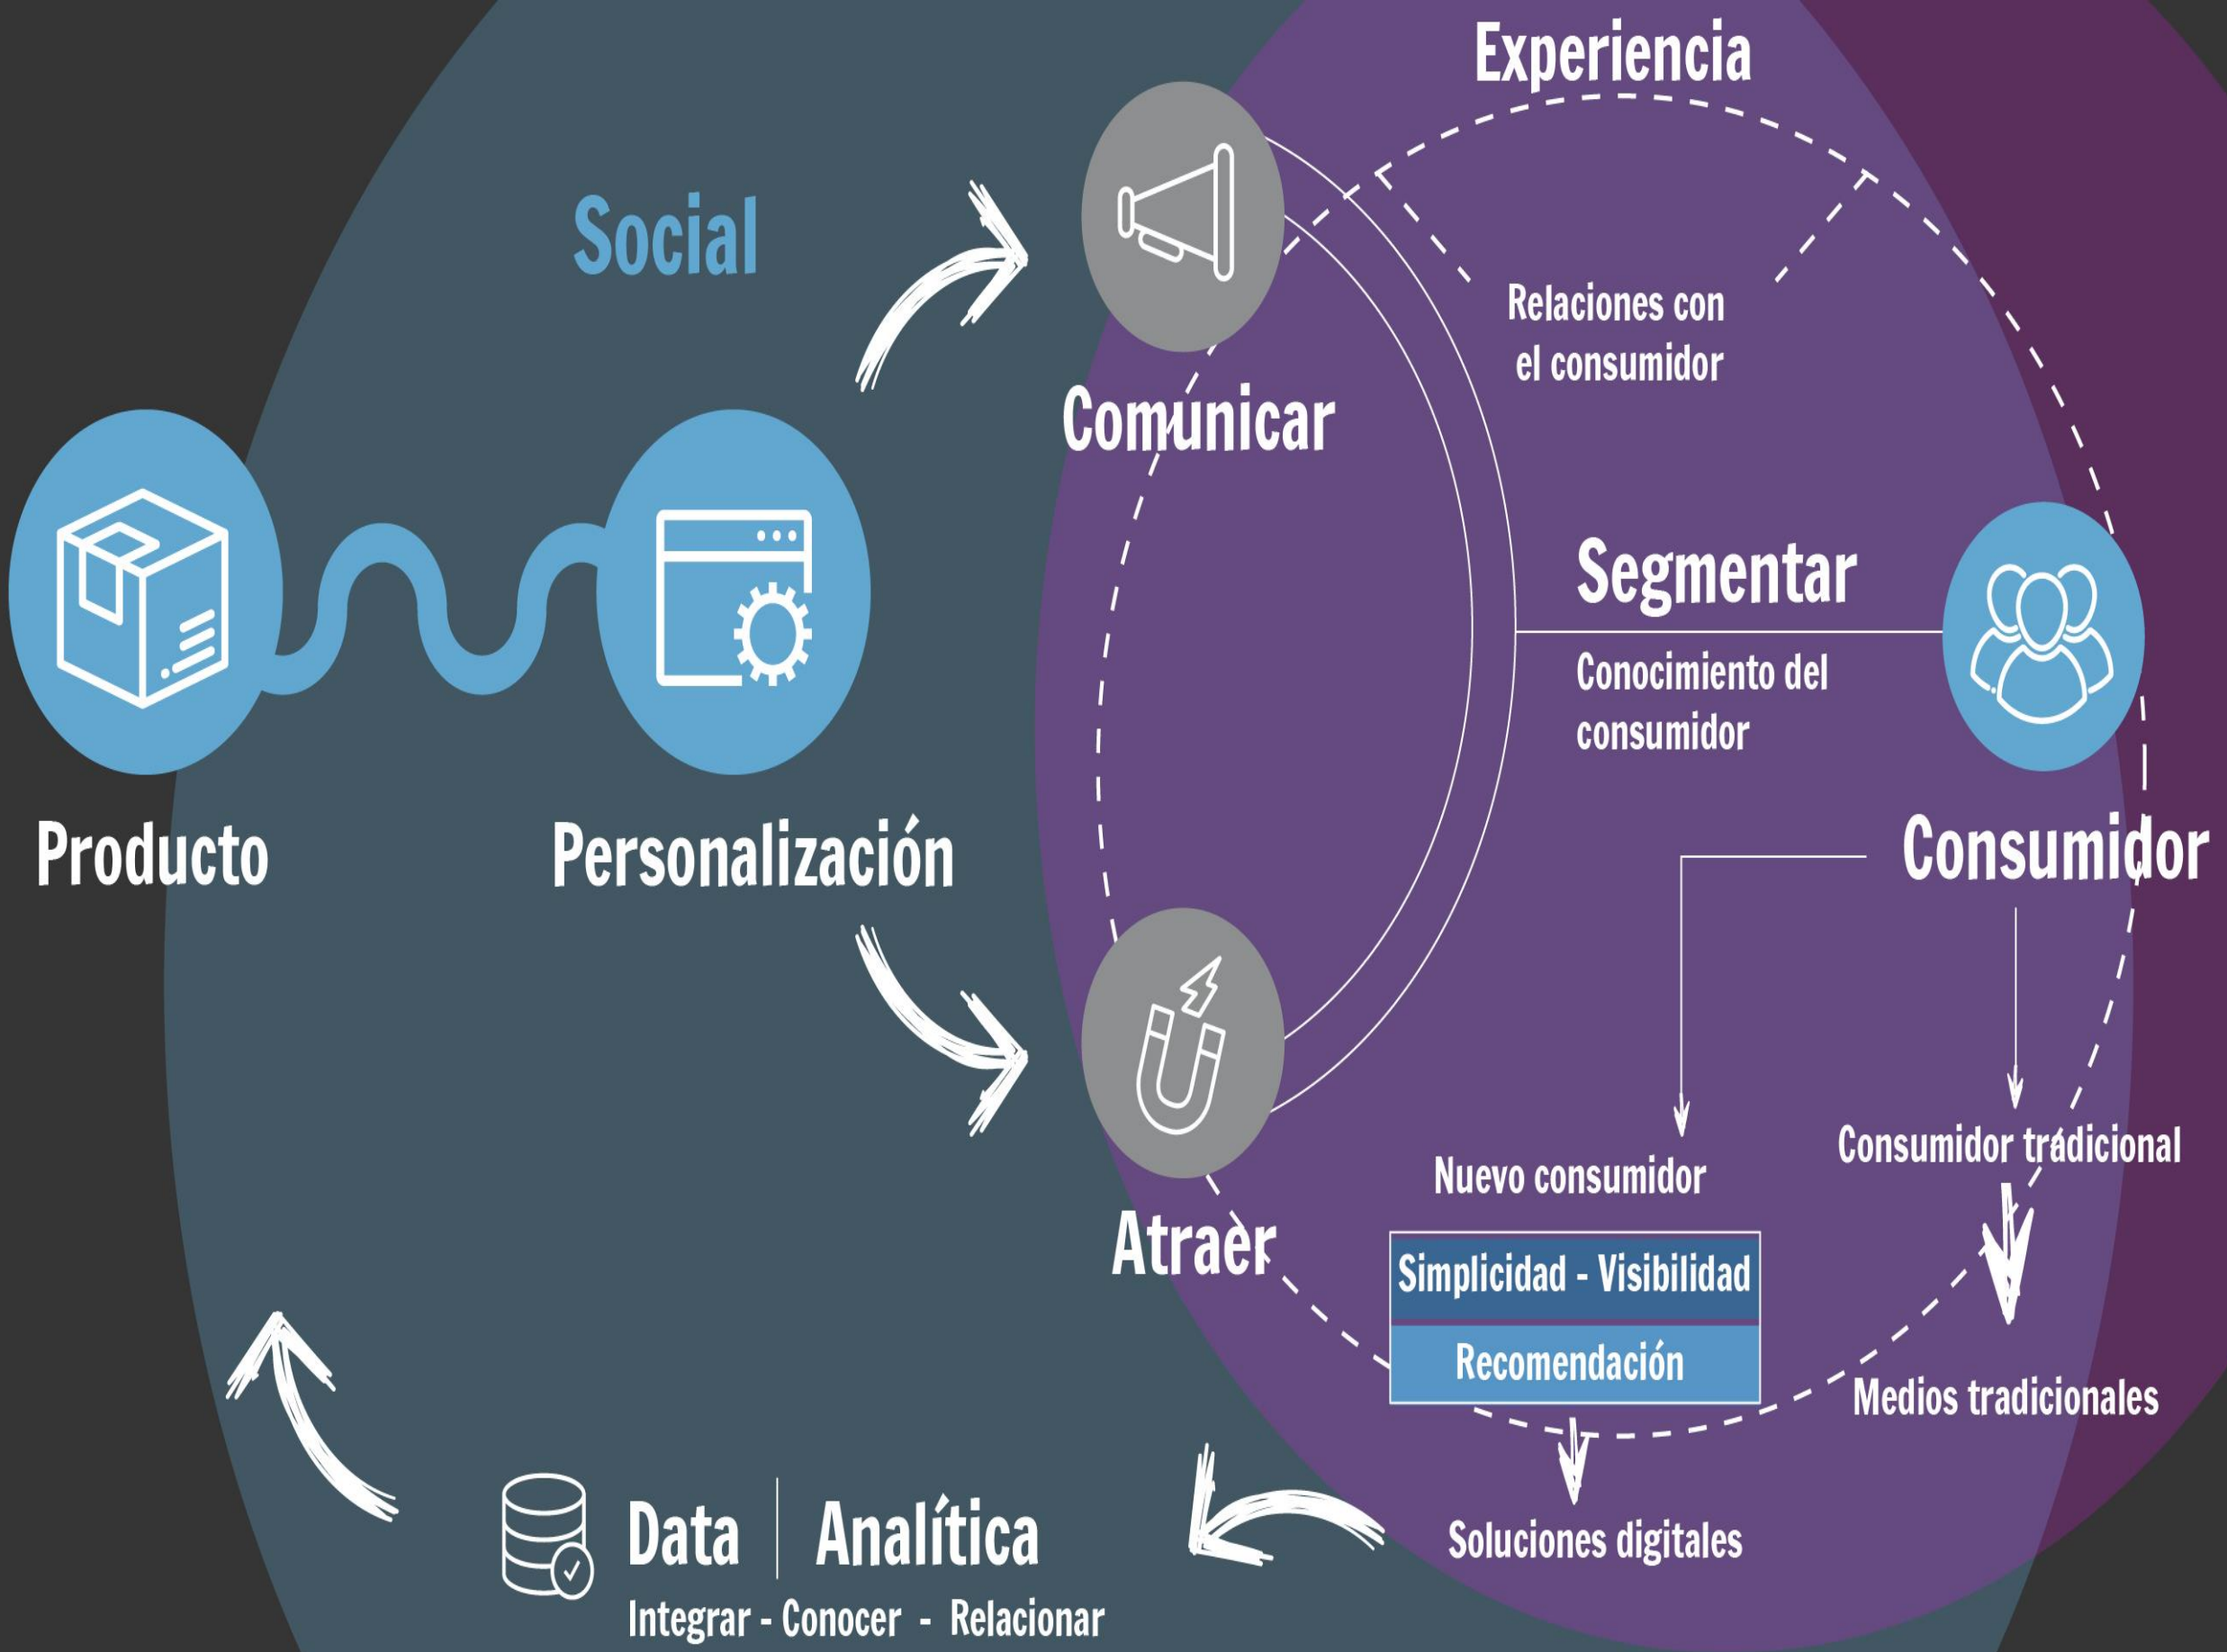 Experiencia
Social
Relaciones con
el consumidor
Comunicar
Segmentar
Conocimiento del
consumidor
Producto
Personalización
Consumidor
Consumidor tradicional
Nuevo consumidor
Atraer
Simplicidad - Visibilidad
Recomendación
Medios tradicionales
Soluciones digitales
Data | Analítica
Integrar - Conocer - Relacionar